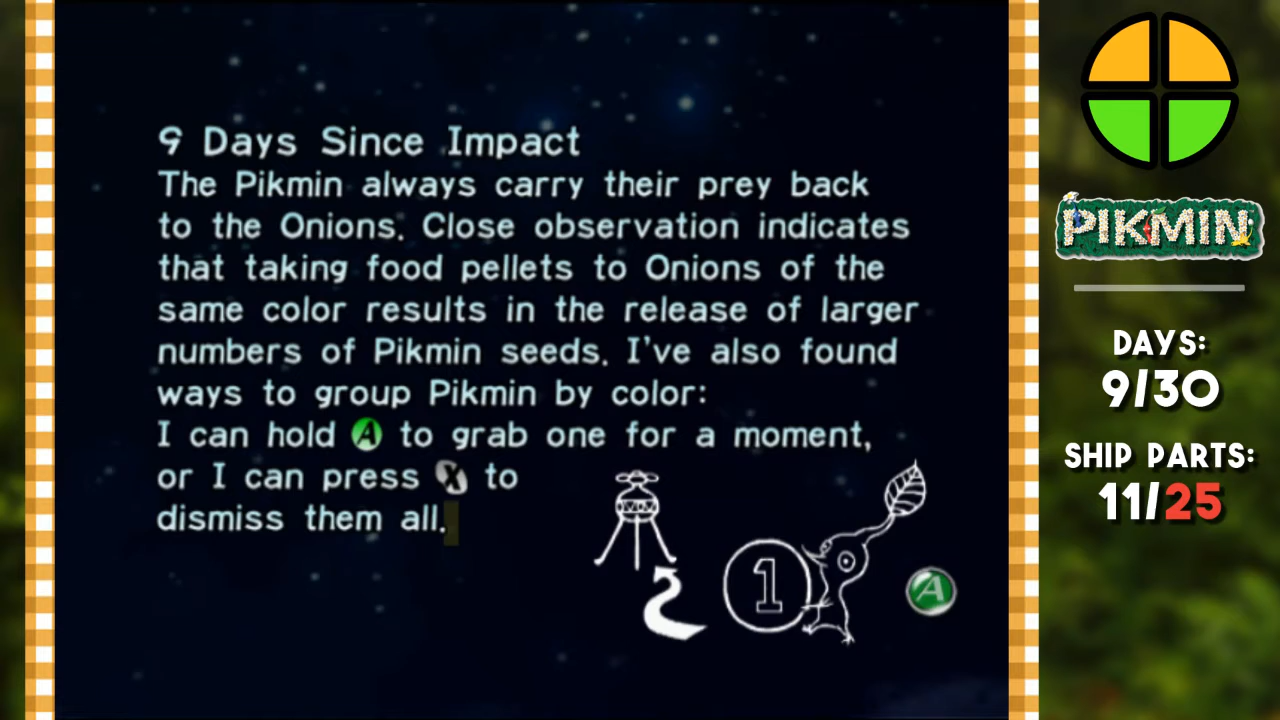 9 Days Since Impact
The Pikmin always carry their prey back
to the Onions. Close observation indicates
that taking food pellets to Onions of the
same color results in the release of larger
numbers of Pikmin seeds. I've also found
ways to group Pikmin by color:
I can hold A to grab one for a moment,
or I can press X to
dismiss them all.
1
A
PIKMIN
DAYS:
9/30
SHIP PARTS:
11/25